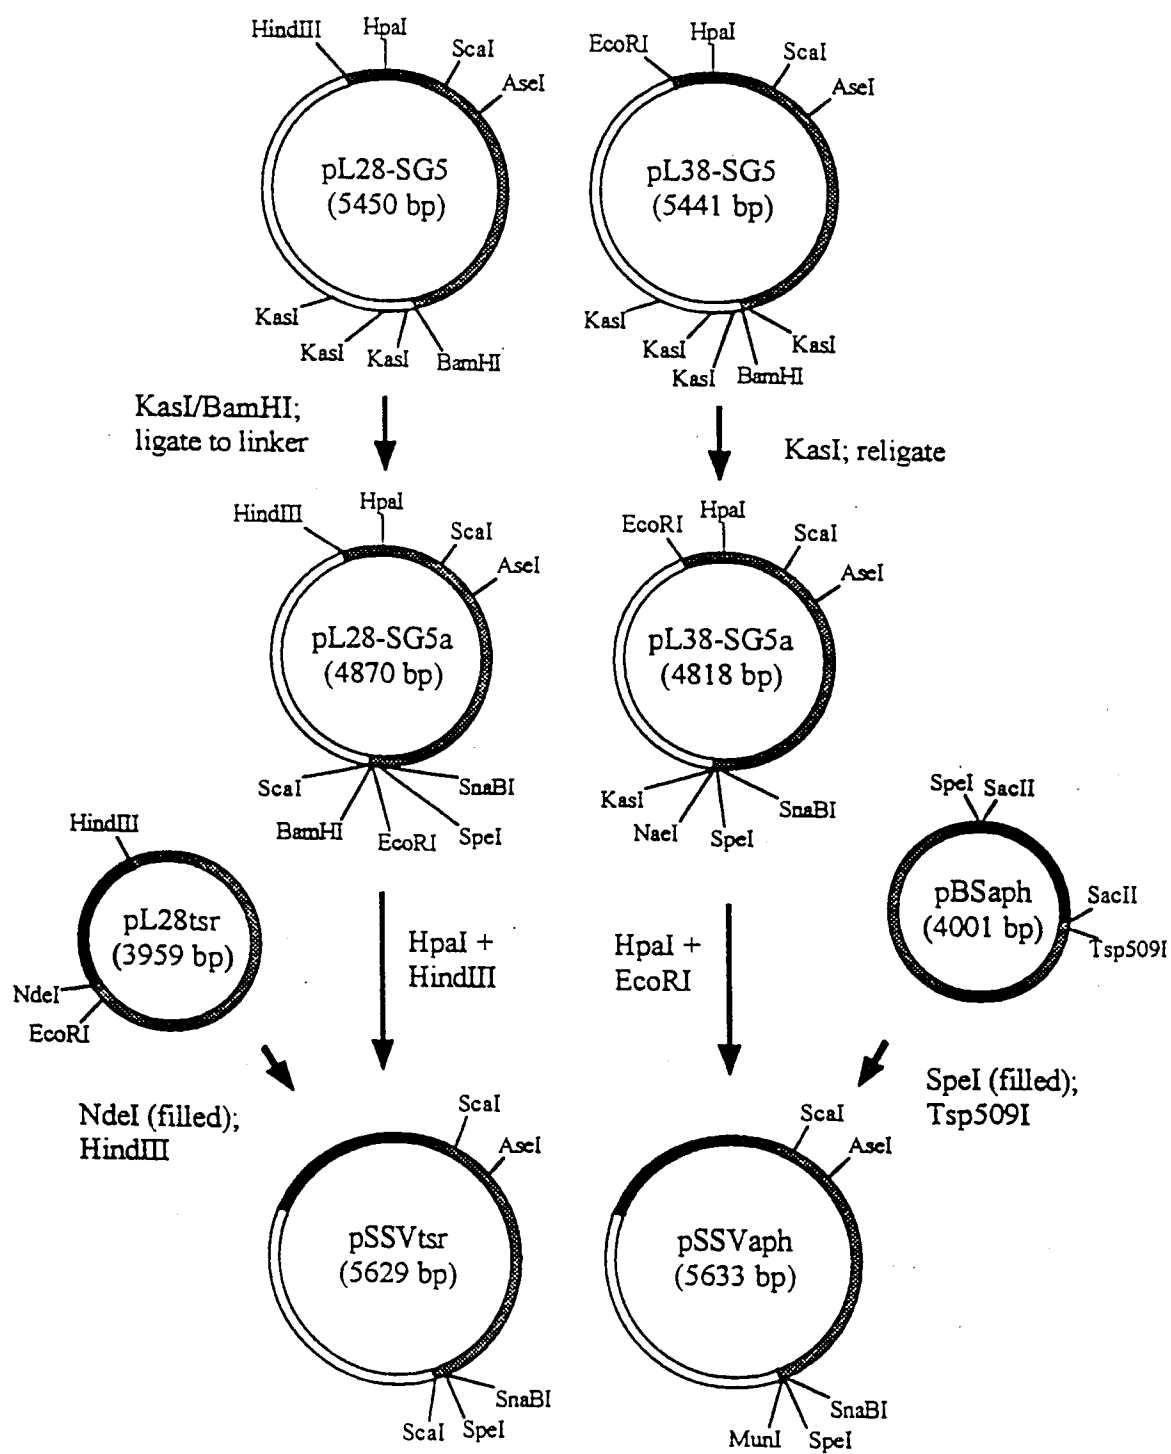 HindIII
HpaI
ScaI
AseI
pL28-SG5
(5450 bp)
KasI
KasI
KasI
BamHI
EcoRI
HpaI
ScaI
AseI
pL38-SG5
(5441 bp)
KasI
KasI
KasI
BamHI
KasI
KasI/BamHI;
ligate to linker
KasI; religate
HindIII
HpaI
ScaI
AseI
pL28-SG5a
(4870 bp)
ScaI
BamHI
EcoRI
SpeI
SnaBI
EcoRI
HpaI
ScaI
AseI
pL38-SG5a
(4818 bp)
KasI
NaeI
SpeI
SnaBI
HindIII
pL28tsr
(3959 bp)
NdeI
EcoRI
HpaI +
HindIII
HpaI +
EcoRI
SpeI
SacII
pBSaph
(4001 bp)
SacII
Tsp509I
NdeI (filled);
HindIII
SpeI (filled);
Tsp509I
ScaI
AseI
pSSVtsr
(5629 bp)
ScaI
SpeI
SnaBI
ScaI
AseI
pSSVaph
(5633 bp)
MunI
SpeI
SnaBI